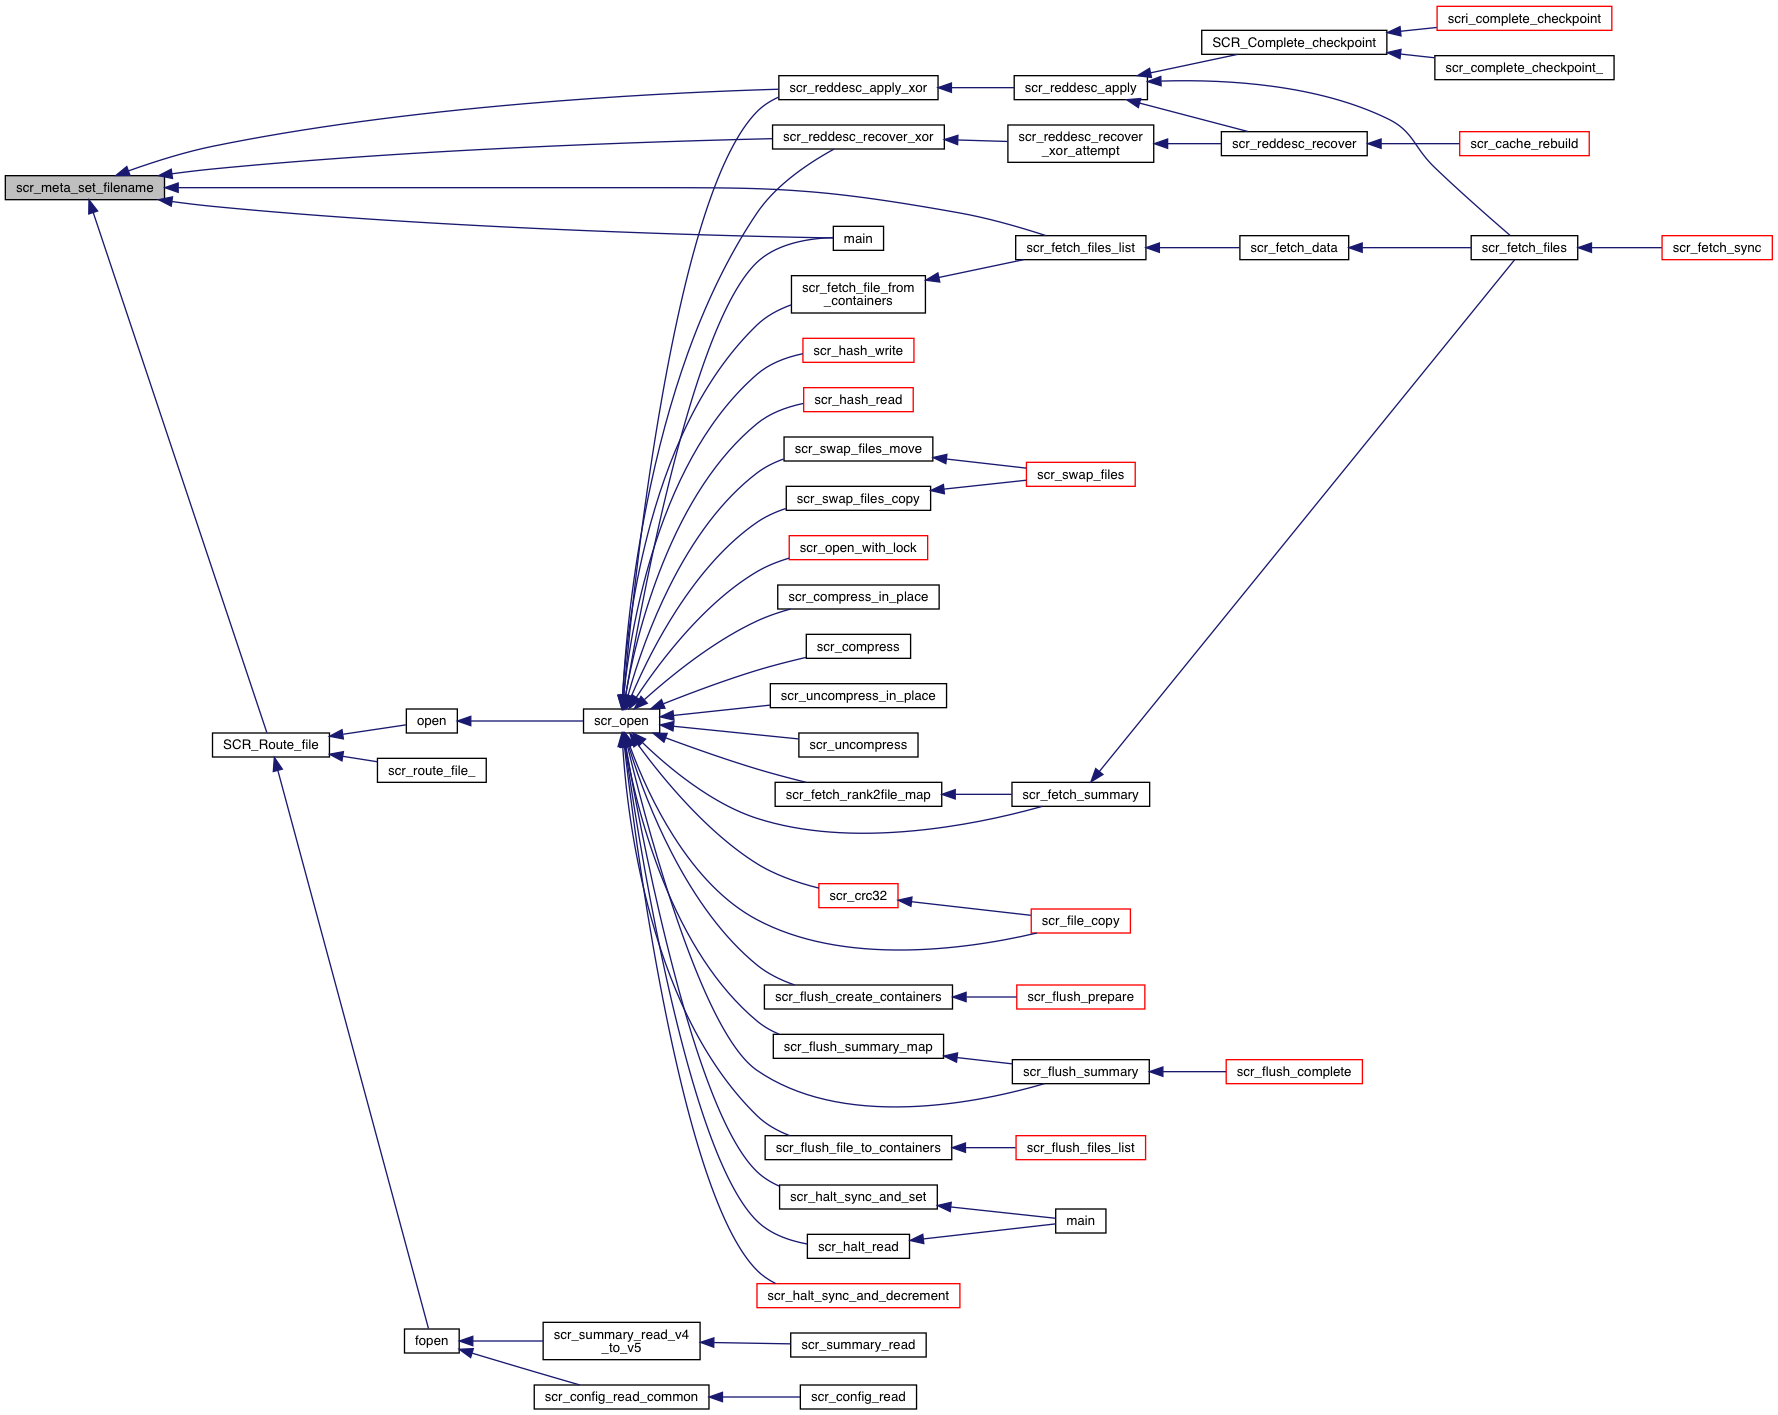 scri_complete_checkpoint
SCR_Complete_checkpoint
scr_complete_checkpoint_
scr_reddesc_apply_xor
scr_reddesc_apply
scr_reddesc_recover_xor
scr_reddesc_recover
_xor_attempt
scr_reddesc_recover
scr_cache_rebuild
scr_meta_set_filename
main
scr_fetch_files_list
scr_fetch_data
scr_fetch_files
scr_fetch_sync
scr_fetch_file_from
_containers
scr_hash_write
scr_hash_read
scr_swap_files_move
scr_swap_files
scr_swap_files_copy
scr_open_with_lock
scr_compress_in_place
scr_compress
scr_uncompress_in_place
open
scr_open
SCR_Route_file
scr_uncompress
scr_route_file_
scr_fetch_rank2file_map
scr_fetch_summary
scr_crc32
scr_file_copy
scr_flush_create_containers
scr_flush_prepare
scr_flush_summary_map
scr_flush_summary
scr_flush_complete
scr_flush_file_to_containers
scr_flush_files_list
scr_halt_sync_and_set
main
scr_halt_read
scr_halt_sync_and_decrement
fopen
scr_summary_read_v4
_to_v5
scr_summary_read
scr_config_read_common
scr_config_read